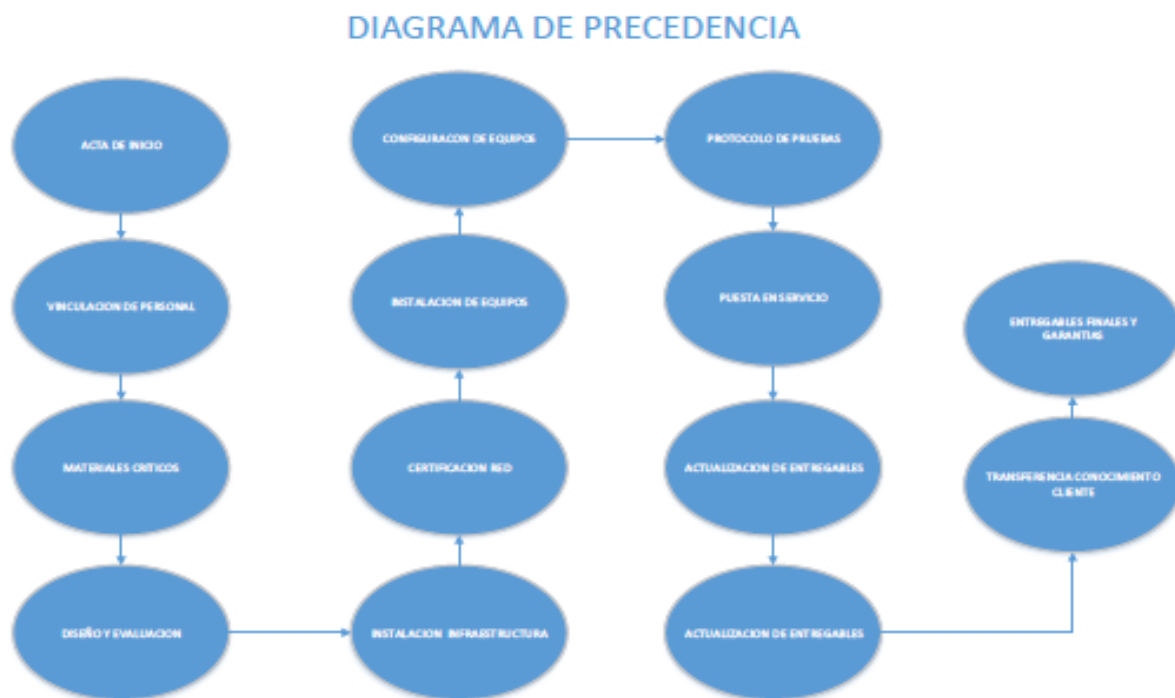 DIAGRAMA DE PRECEDENCIA
ACTA DE INICIO
VINCULACION DE PERSONAL
MATERIALES CRITICOS
DISEÑO Y EVALUACION
INSTALACION INFRAESTRUCTURA
CERTIFICACION RED
INSTALACION DE EQUIPOS
CONFIGURACON DE EQUIPOS
PROTOCOLO DE PRUEBAS
PUESTA EN SERVICIO
ACTUALIZACION DE ENTREGABLES
ACTUALIZACION DE ENTREGABLES
TRANSFERENCIA CONOCIMIENTO
CLIENTE
ENTREGABLES FINALES Y
GARANTIAS